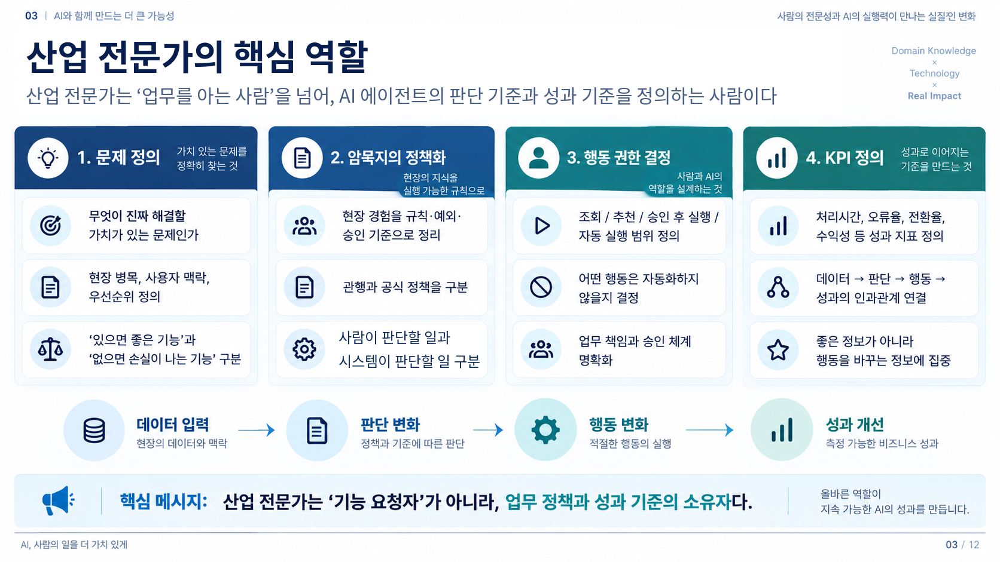 03 | AI와 함께 만드는 더 큰 가능성
사람의 전문성과 AI의 실행력이 만나는 실질적인 변화
산업 전문가의 핵심 역할
산업 전문가는 ‘업무를 아는 사람’을 넘어, AI 에이전트의 판단 기준과 성과 기준을 정의하는 사람이다
Domain Knowledge
×
Technology
×
Real Impact
1. 문제 정의
가치 있는 문제를
정확히 찾는 것
무엇이 진짜 해결할
가치가 있는 문제인가
현장 병목, 사용자 맥락,
우선순위 정의
‘있으면 좋은 기능’과
‘없으면 손실이 나는 기능’ 구분
2. 암묵지의 정책화
현장의 지식을
실행 가능한 규칙으로
현장 경험을 규칙·예외·
승인 기준으로 정리
관행과 공식 정책을 구분
사람이 판단할 일과
시스템이 판단할 일 구분
3. 행동 권한 결정
사람과 AI의
역할을 설계하는 것
조회 / 추천 / 승인 후 실행 /
자동 실행 범위 정의
어떤 행동은 자동화하지
않을지 결정
업무 책임과 승인 체계
명확화
4. KPI 정의
성과로 이어지는
기준을 만드는 것
처리시간, 오류율, 전환율,
수익성 등 성과 지표 정의
데이터 → 판단 → 행동 →
성과의 인과관계 연결
좋은 정보가 아니라
행동을 바꾸는 정보에 집중
데이터 입력
현장의 데이터와 맥락
판단 변화
정책과 기준에 따른 판단
행동 변화
적절한 행동의 실행
성과 개선
측정 가능한 비즈니스 성과
핵심 메시지: 산업 전문가는 ‘기능 요청자’가 아니라, 업무 정책과 성과 기준의 소유자다.
올바른 역할이
지속 가능한 AI의 성과를 만듭니다.
AI, 사람의 일을 더 가치 있게
03 / 12